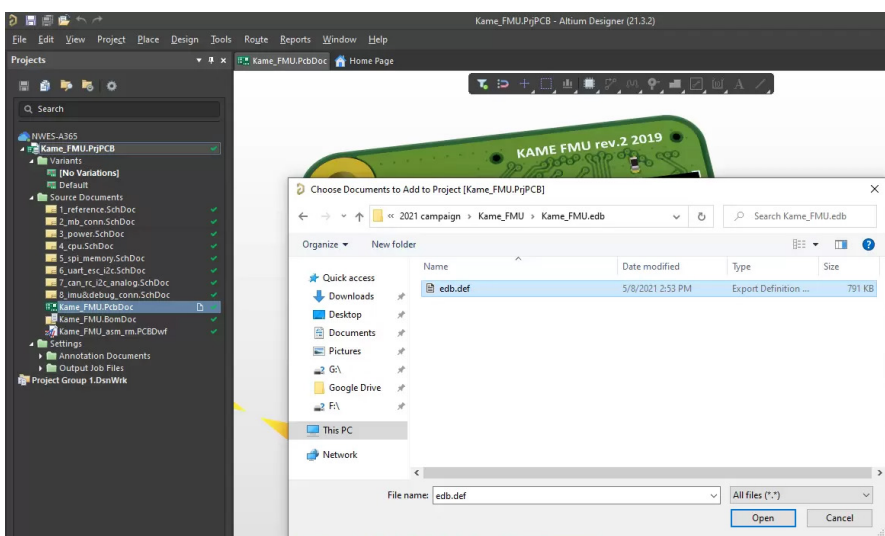 Kame_FMU.PrjPCB - Altium Designer (21.3.2)
File Edit View Project Place Design Tools Route Reports Window Help
Projects
Kame_FMU.PcbDoc Home Page
Search
NWES-A365
Kame_FMU.PrjPCB
Variants
[No Variations]
Default
Source Documents
1_reference.SchDoc
2_mb_conn.SchDoc
3_power.SchDoc
4_cpu.SchDoc
5_spi_memory.SchDoc
6_uart_esc_i2c.SchDoc
7_can_rc_i2c_analog.SchDoc
8_imu&debug_conn.SchDoc
Kame_FMU.PcbDoc
Kame_FMU.BomDoc
Kame_FMU_asm_rm.PCBDwf
Settings
Annotation Documents
Output Job Files
Project Group 1.DsnWrk
KAME FMU rev.2 2019
Choose Documents to Add to Project [Kame_FMU.PrjPCB]
« 2021 campaign > Kame_FMU > Kame_FMU.edb
Search Kame_FMU.edb
Organize New folder
Name Date modified Type Size
edb.def 5/8/2021 2:53 PM Export Definition ... 791 KB
Quick access
Downloads
Desktop
Documents
Pictures
G:\
Google Drive
F:\
This PC
Network
File name: edb.def All files (*.*)
Open Cancel